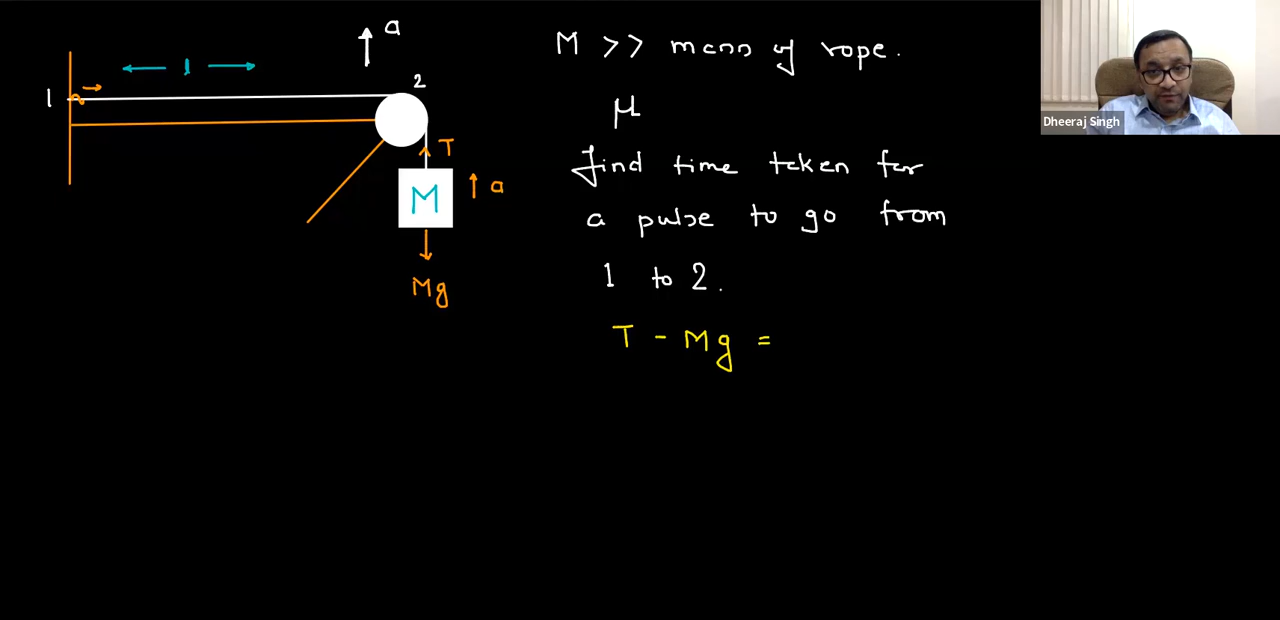 a
M >> mass of rope.
l
2
1
μ
Dheeraj Singh
T
find time taken for
M
a
a pulse to go from
Mg
1 to 2.
T - Mg =